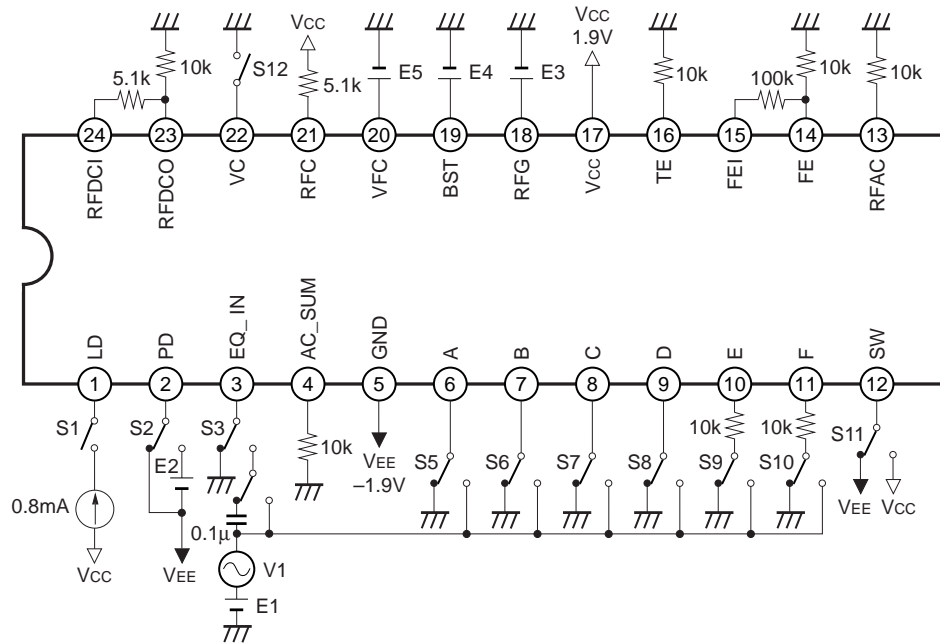 VCC
VCC
1.9V
5.1k
10k
S12
5.1k
E5
E4
E3
10k
100k
10k
10k
24
23
22
21
20
19
18
17
16
15
14
13
RFDCI
RFDCO
VC
RFC
VFC
BST
RFG
VCC
TE
FEI
FE
RFAC
LD
PD
EQ_IN
AC_SUM
GND
A
B
C
D
E
F
SW
1
2
3
4
5
6
7
8
9
10
11
12
S1
S2
S3
10k
VEE
–1.9V
10k
10k
S11
E2
S5
S6
S7
S8
S9
S10
0.8mA
0.1μ
VEE
VCC
VCC
VEE
V1
E1